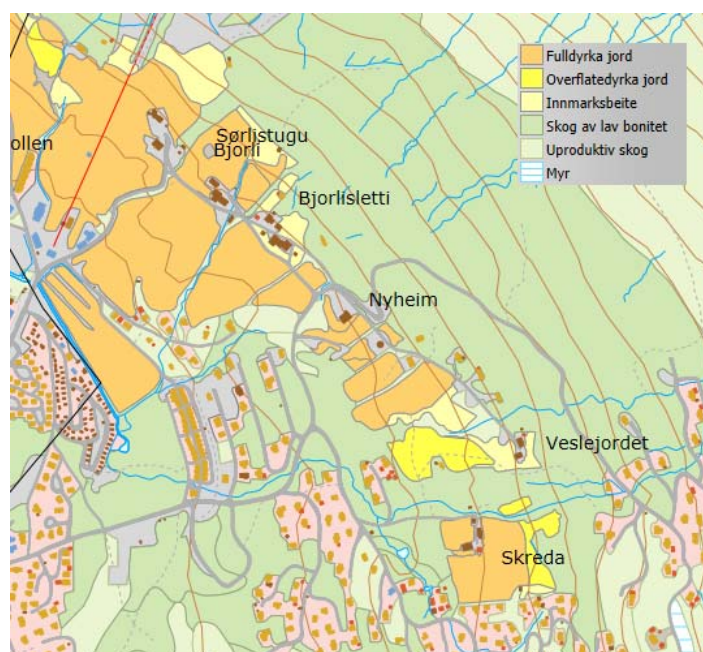 Fulldyrka jord
Overflatedyrka jord
Innmarksbeite
Skog av lav bonitet
Uproduktiv skog
Myr
ollen
Sørlistugu
Bjorli
Bjorlisletti
Nyheim
Veslejordet
Skreda